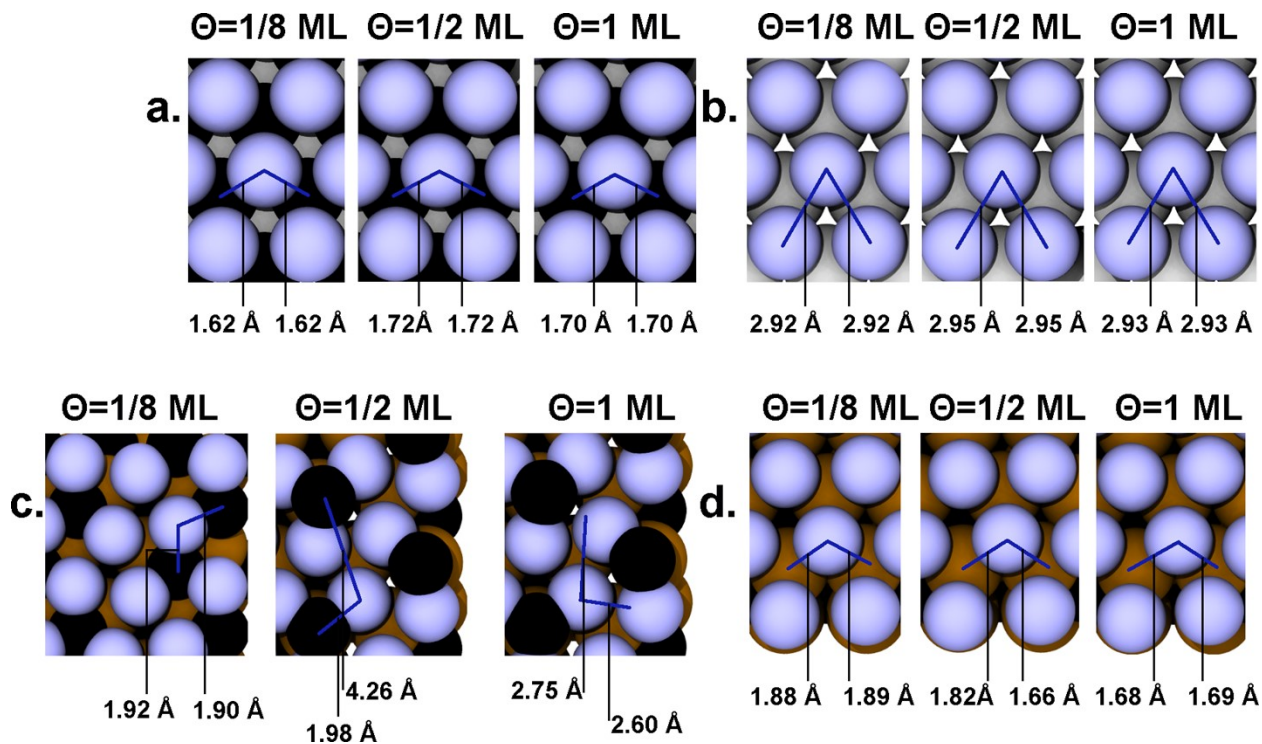 Θ=1/8 ML Θ=1/2 ML Θ=1 ML
a.
1.62 Å 1.62 Å 1.72Å 1.72 Å 1.70 Å 1.70 Å
Θ=1/8 ML Θ=1/2 ML Θ=1 ML
b.
2.92 Å 2.92 Å 2.95 Å 2.95 Å 2.93 Å 2.93 Å
Θ=1/8 ML Θ=1/2 ML Θ=1 ML
c.
1.92 Å 1.90 Å
4.26 Å
1.98 Å
2.75 Å
2.60 Å
Θ=1/8 ML Θ=1/2 ML Θ=1 ML
d.
1.88 Å 1.89 Å 1.82Å 1.66 Å 1.68 Å 1.69 Å